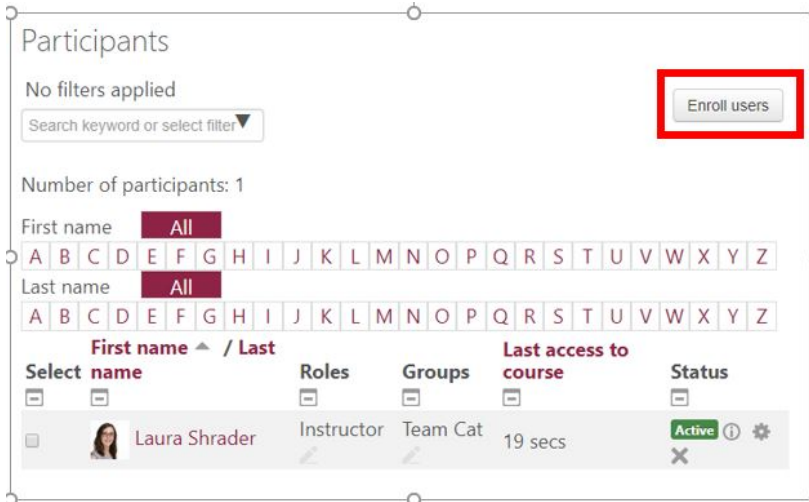 Participants
No filters applied
Enroll users
Search keyword or select filter
Number of participants: 1
First name All
A B C D E F G H I J K L M N O P Q R S T U V W X Y Z
Last name All
A B C D E F G H I J K L M N O P Q R S T U V W X Y Z
First name / Last
Last access to
Select name Roles Groups course Status
Laura Shrader Instructor Team Cat 19 secs Active